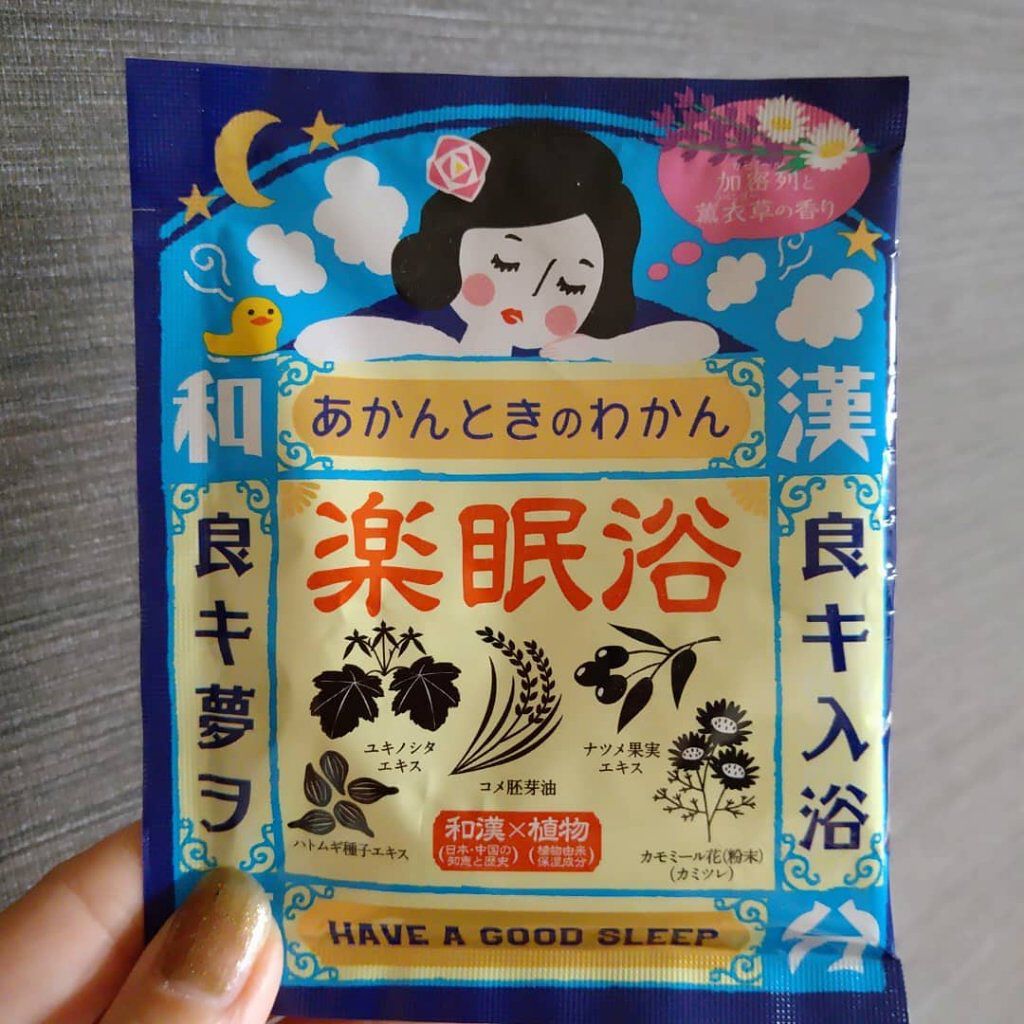 カモミール
加密列と
薫衣草の香り
和
漢
あかんときのわかん
楽眠浴
良キ入浴
良キ夢ヲ
ユキノシタ
エキス
コメ胚芽油
ナツメ果実
エキス
ハトムギ種子エキス
和漢×植物
(日本・中国の
知恵と歴史)
(植物由来
保湿成分)
カモミール花(粉末)
(カミツレ)
HAVE A GOOD SLEEP